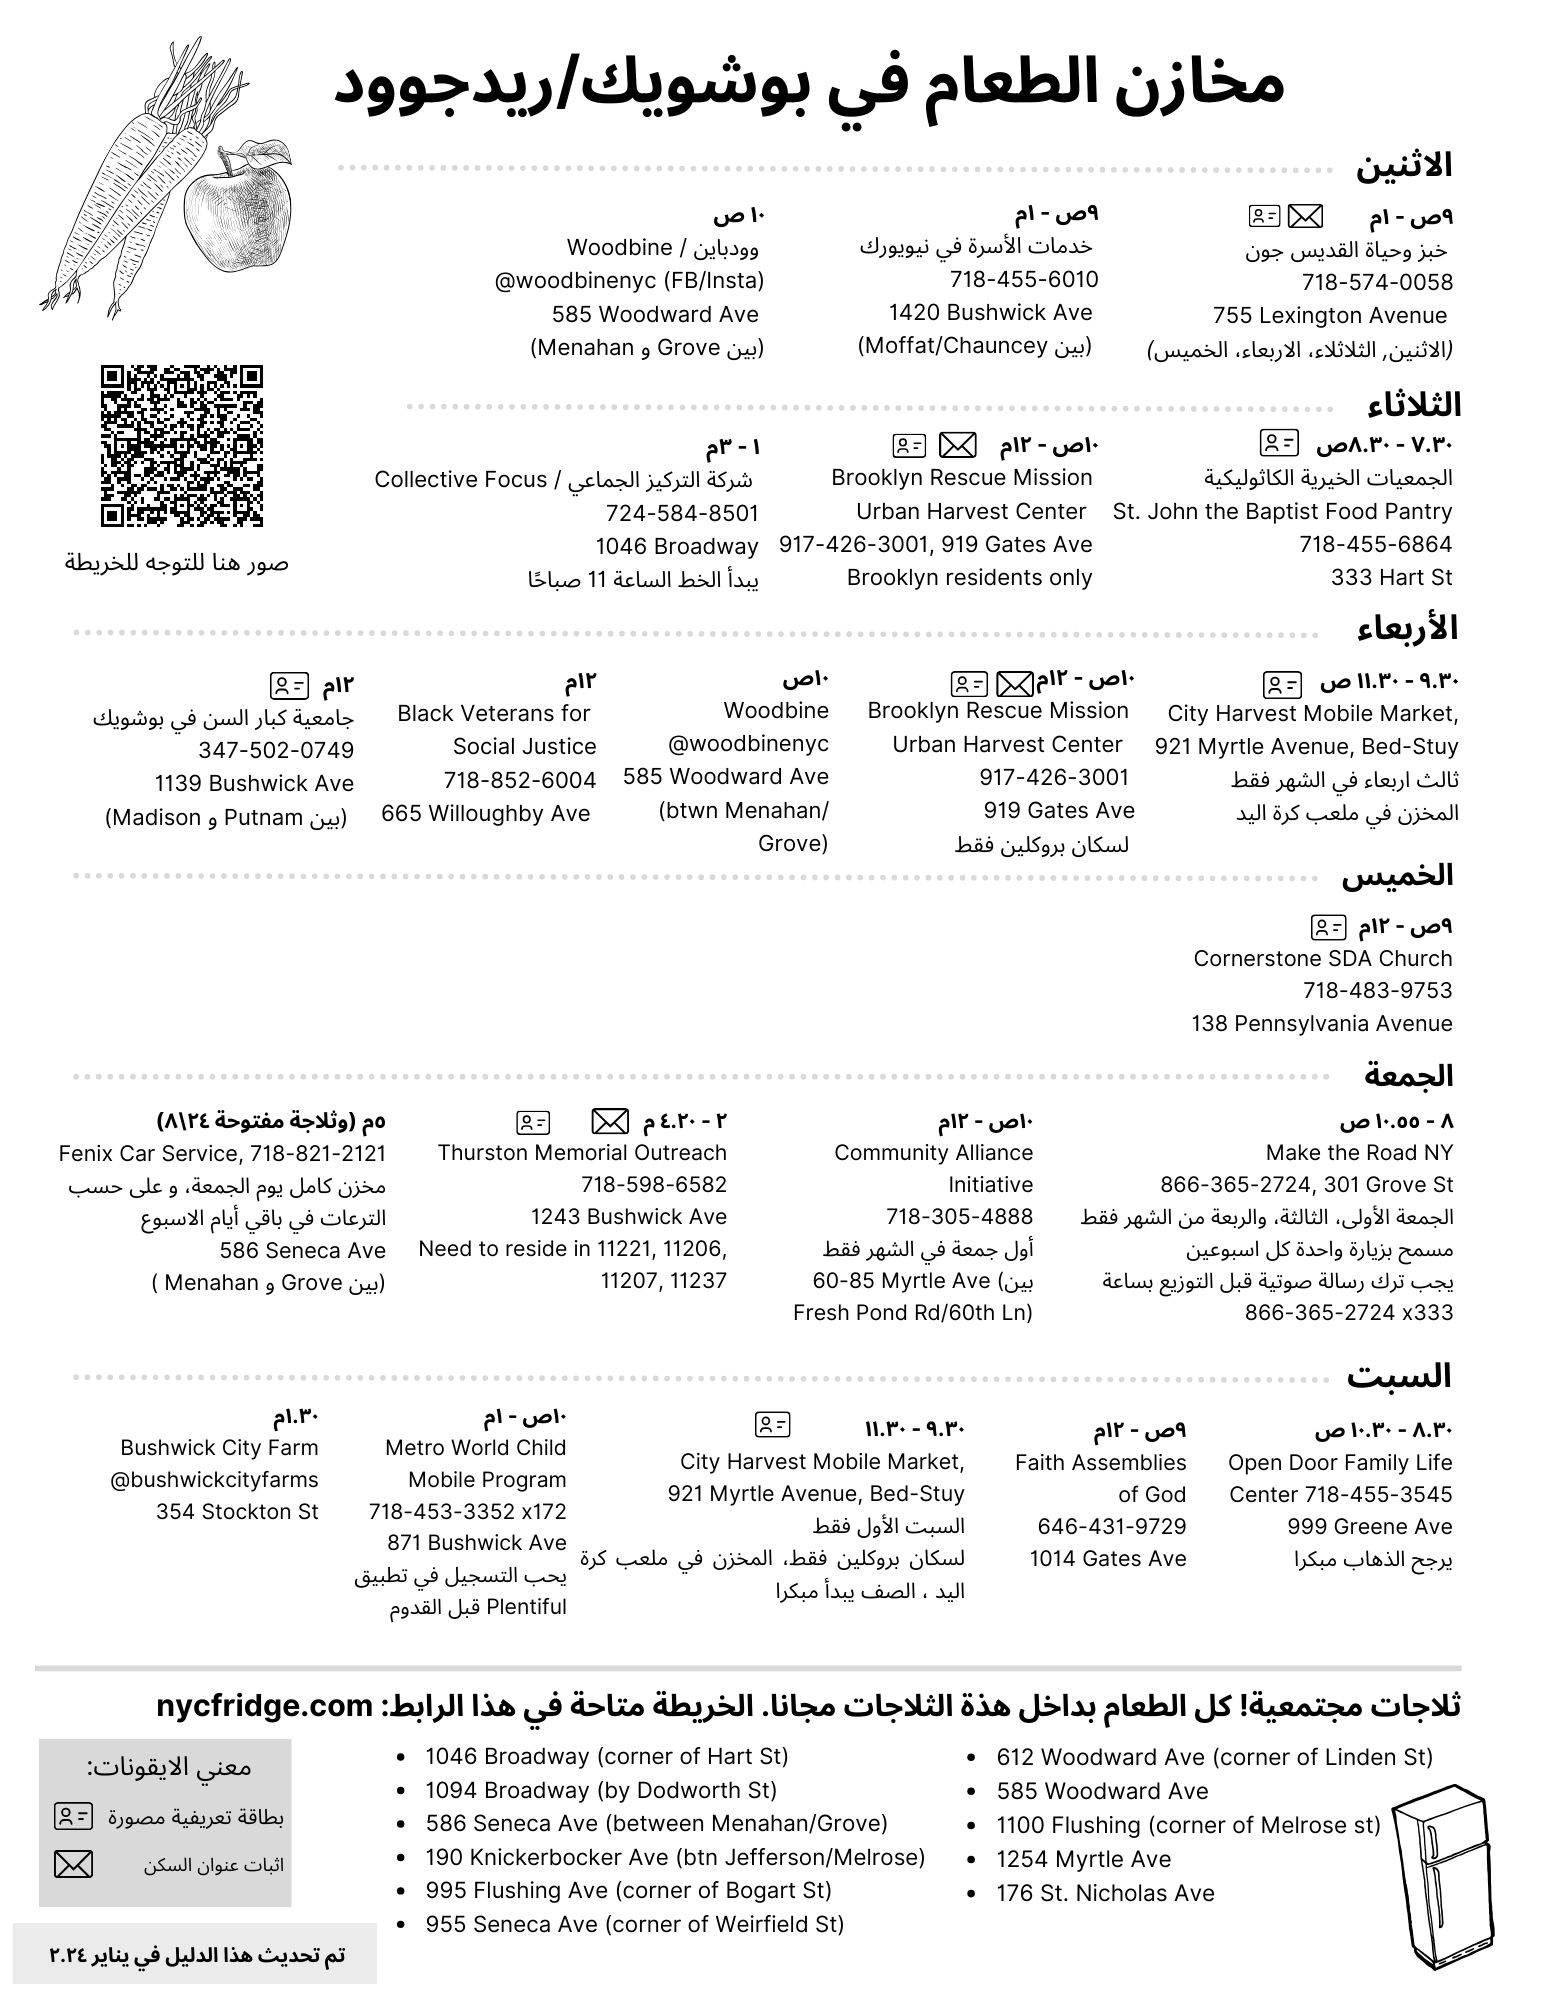 مخازن الطعام في بوشويك/ريدجوود
الاثنين
٩ص - ١م
خبز وحياة القديس جون
718-574-0058
755 Lexington Avenue
(الاثنين, الثلاثلاء، الاربعاء، الخميس)
٩ص - ١م
خدمات الأسرة في نيويورك
718-455-6010
1420 Bushwick Ave
(بين Moffat/Chauncey)
١٠ ص
وودباين / Woodbine
@woodbinenyc (FB/Insta)
585 Woodward Ave
(بين Grove و Menahan)
صور هنا للتوجه للخريطة
الثلاثاء
٧.٣٠ - ٨.٣٠ص
الجمعيات الخيرية الكاثوليكية
St. John the Baptist Food Pantry
718-455-6864
333 Hart St
١٠ص - ١٢م
Brooklyn Rescue Mission
Urban Harvest Center
917-426-3001, 919 Gates Ave
Brooklyn residents only
١ - ٣م
شركة التركيز الجماعي / Collective Focus
724-584-8501
1046 Broadway
يبدأ الخط الساعة 11 صباحًا
الأربعاء
٩.٣٠ - ١١.٣٠ ص
City Harvest Mobile Market,
921 Myrtle Avenue, Bed-Stuy
ثالث اربعاء في الشهر فقط
المخزن في ملعب كرة اليد
١٠ص - ١٢م
Brooklyn Rescue Mission
Urban Harvest Center
917-426-3001
919 Gates Ave
لسكان بروكلين فقط
١٠ص
Woodbine
@woodbinenyc
585 Woodward Ave
(btwn Menahan/
Grove)
١٢م
Black Veterans for
Social Justice
718-852-6004
665 Willoughby Ave
١٢م
جامعية كبار السن في بوشويك
347-502-0749
1139 Bushwick Ave
(بين Putnam و Madison)
الخميس
٩ص - ١٢م
Cornerstone SDA Church
718-483-9753
138 Pennsylvania Avenue
الجمعة
٨ - ١٠.٥٥ ص
Make the Road NY
866-365-2724, 301 Grove St
الجمعة الأولى، الثالثة، والربعة من الشهر فقط
مسمح بزيارة واحدة كل اسبوعين
يجب ترك رسالة صوتية قبل التوزيع بساعة
866-365-2724 x333
١٠ص - ١٢م
Community Alliance
Initiative
718-305-4888
أول جمعة في الشهر فقط
60-85 Myrtle Ave (بين
Fresh Pond Rd/60th Ln)
٢ - ٤.٢٠ م
Thurston Memorial Outreach
718-598-6582
1243 Bushwick Ave
Need to reside in 11221, 11206,
11207, 11237
٥م (وثلاجة مفتوحة ٢٤\٨)
Fenix Car Service, 718-821-2121
مخزن كامل يوم الجمعة، و على حسب
الترعات في باقي أيام الاسبوع
586 Seneca Ave
(بين Grove و Menahan )
السبت
٨.٣٠ - ١٠.٣٠ ص
Open Door Family Life
Center 718-455-3545
999 Greene Ave
يرجح الذهاب مبكرا
٩ص - ١٢م
Faith Assemblies
of God
646-431-9729
1014 Gates Ave
٩.٣٠ - ١١.٣٠
City Harvest Mobile Market,
921 Myrtle Avenue, Bed-Stuy
السبت الأول فقط
لسكان بروكلين فقط، المخزن في ملعب كرة
اليد ، الصف يبدأ مبكرا
١٠ص - ١م
Metro World Child
Mobile Program
718-453-3352 x172
871 Bushwick Ave
يحب التسجيل في تطبيق
Plentiful قبل القدوم
١.٣٠م
Bushwick City Farm
@bushwickcityfarms
354 Stockton St
ثلاجات مجتمعية! كل الطعام بداخل هذة الثلاجات مجانا. الخريطة متاحة في هذا الرابط: nycfridge.com
• 612 Woodward Ave (corner of Linden St)
• 585 Woodward Ave
• 1100 Flushing (corner of Melrose st)
• 1254 Myrtle Ave
• 176 St. Nicholas Ave
• 1046 Broadway (corner of Hart St)
• 1094 Broadway (by Dodworth St)
• 586 Seneca Ave (between Menahan/Grove)
• 190 Knickerbocker Ave (btn Jefferson/Melrose)
• 995 Flushing Ave (corner of Bogart St)
• 955 Seneca Ave (corner of Weirfield St)
معني الايقونات:
بطاقة تعريفية مصورة
اثبات عنوان السكن
تم تحديث هذا الدليل في يناير ٢.٢٤